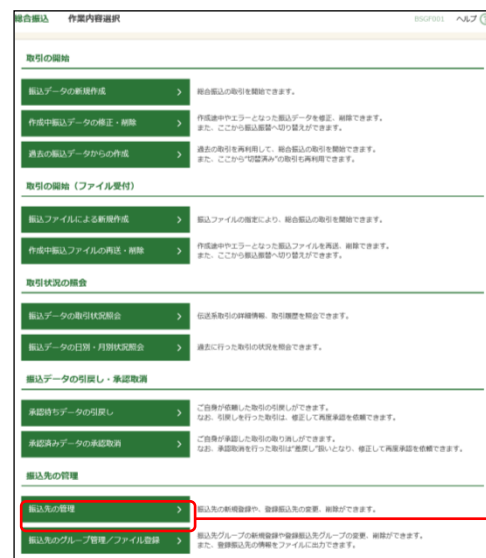 総合振込 作業内容選択 BSGF001 ヘルプ
取引の開始
振込データの新規作成
総合振込の取引を開始できます。
作成中振込データの修正・削除
作成途中やエラーとなった振込データを修正、削除できます。
また、ここから振込振替へ切り替えができます。
過去の振込データからの作成
過去の取引を再利用して、総合振込の取引を開始できます。
また、ここから"切替済み"の取引も再利用できます。
取引の開始（ファイル受付）
振込ファイルによる新規作成
振込ファイルの指定により、総合振込の取引を開始できます。
作成中振込ファイルの再送・削除
作成途中やエラーとなった振込ファイルを再送、削除できます。
また、ここから振込振替へ切り替えができます。
取引状況の照会
振込データの取引状況照会
伝送系取引の詳細情報、取引履歴を照会できます。
振込データの日別・月別状況照会
過去に行った取引の状況を照会できます。
振込データの引戻し・承認取消
承認待ちデータの引戻し
ご自身が依頼した取引の引戻しができます。
なお、引戻しを行った取引は、修正して再度承認を依頼できます。
承認済みデータの承認取消
ご自身が承認した取引の取り消しができます。
なお、承認取消を行った取引は"差戻し"扱いとなり、修正して再度承認を依頼できます。
振込先の管理
振込先の管理
振込先の新規登録や、登録振込先の変更、削除ができます。
振込先のグループ管理／ファイル登録
振込先グループの新規登録や登録振込先グループの変更、削除ができます。
また、登録振込先の情報をファイルに出力できます。